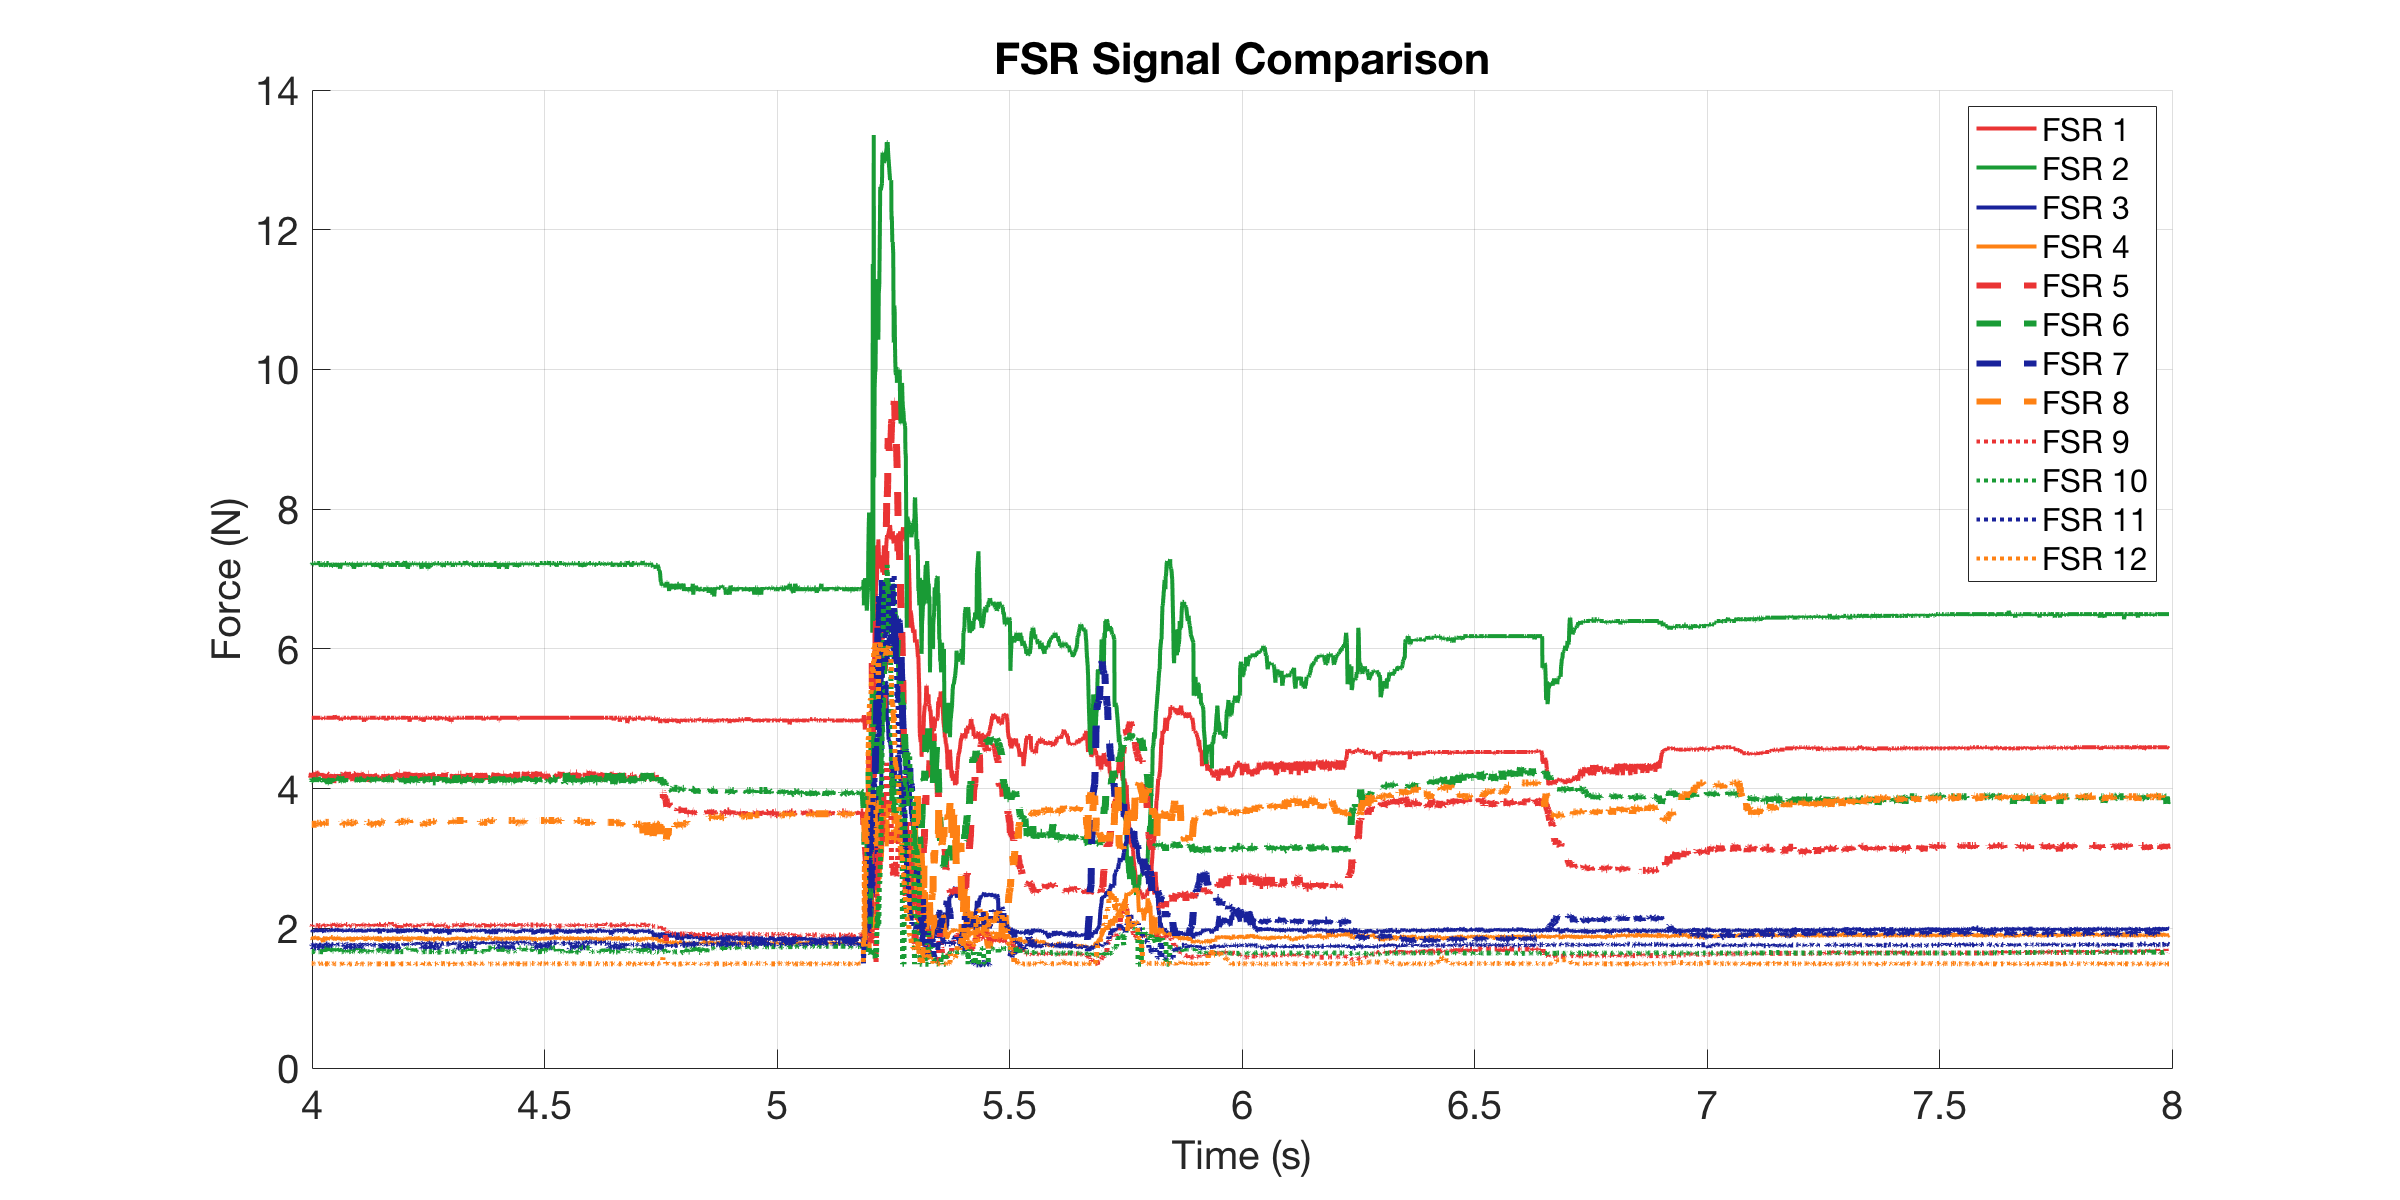 FSR Signal Comparison
14
12
10
8
6
4
2
0
Force (N)
4
4.5
5
5.5
6
6.5
7
7.5
8
Time (s)
FSR 1
FSR 2
FSR 3
FSR 4
FSR 5
FSR 6
FSR 7
FSR 8
FSR 9
FSR 10
FSR 11
FSR 12